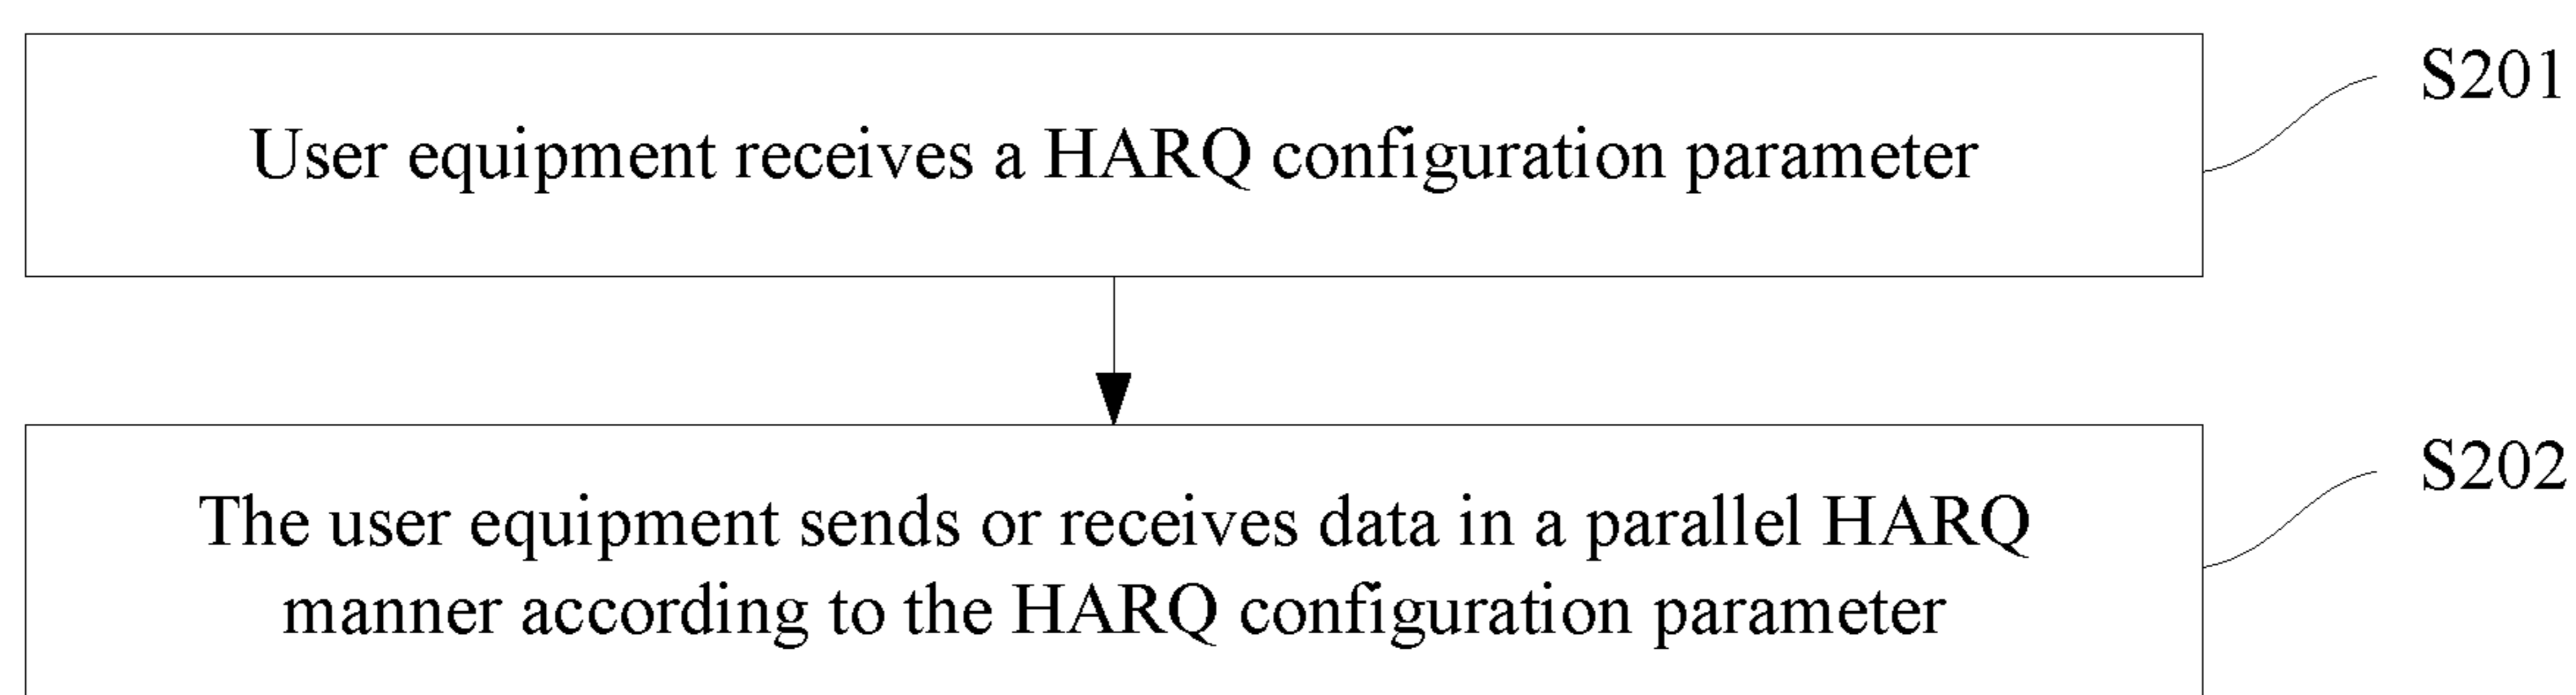 S201
User equipment receives a HARQ configuration parameter
S202
The user equipment sends or receives data in a parallel HARQ
manner according to the HARQ configuration parameter